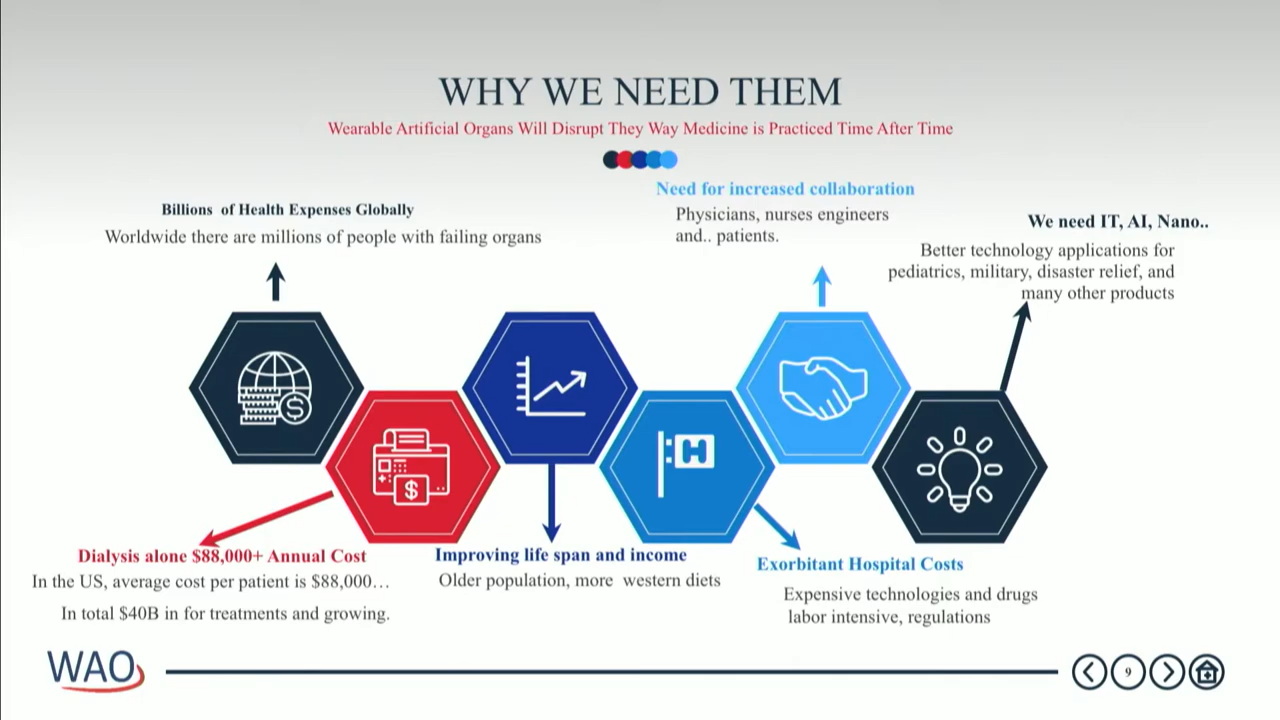 WHY WE NEED THEM
Wearable Artificial Organs Will Disrupt They Way Medicine is Practiced Time After Time
Billions of Health Expenses Globally
Worldwide there are millions of people with failing organs
Need for increased collaboration
Physicians, nurses engineers
and.. patients.
We need IT, AI, Nano..
Better technology applications for
pediatrics, military, disaster relief, and
many other products
$
$
H
Dialysis alone $88,000+ Annual Cost
In the US, average cost per patient is $88,000…
In total $40B in for treatments and growing.
Improving life span and income
Older population, more western diets
Exorbitant Hospital Costs
Expensive technologies and drugs
labor intensive, regulations
WAO
9